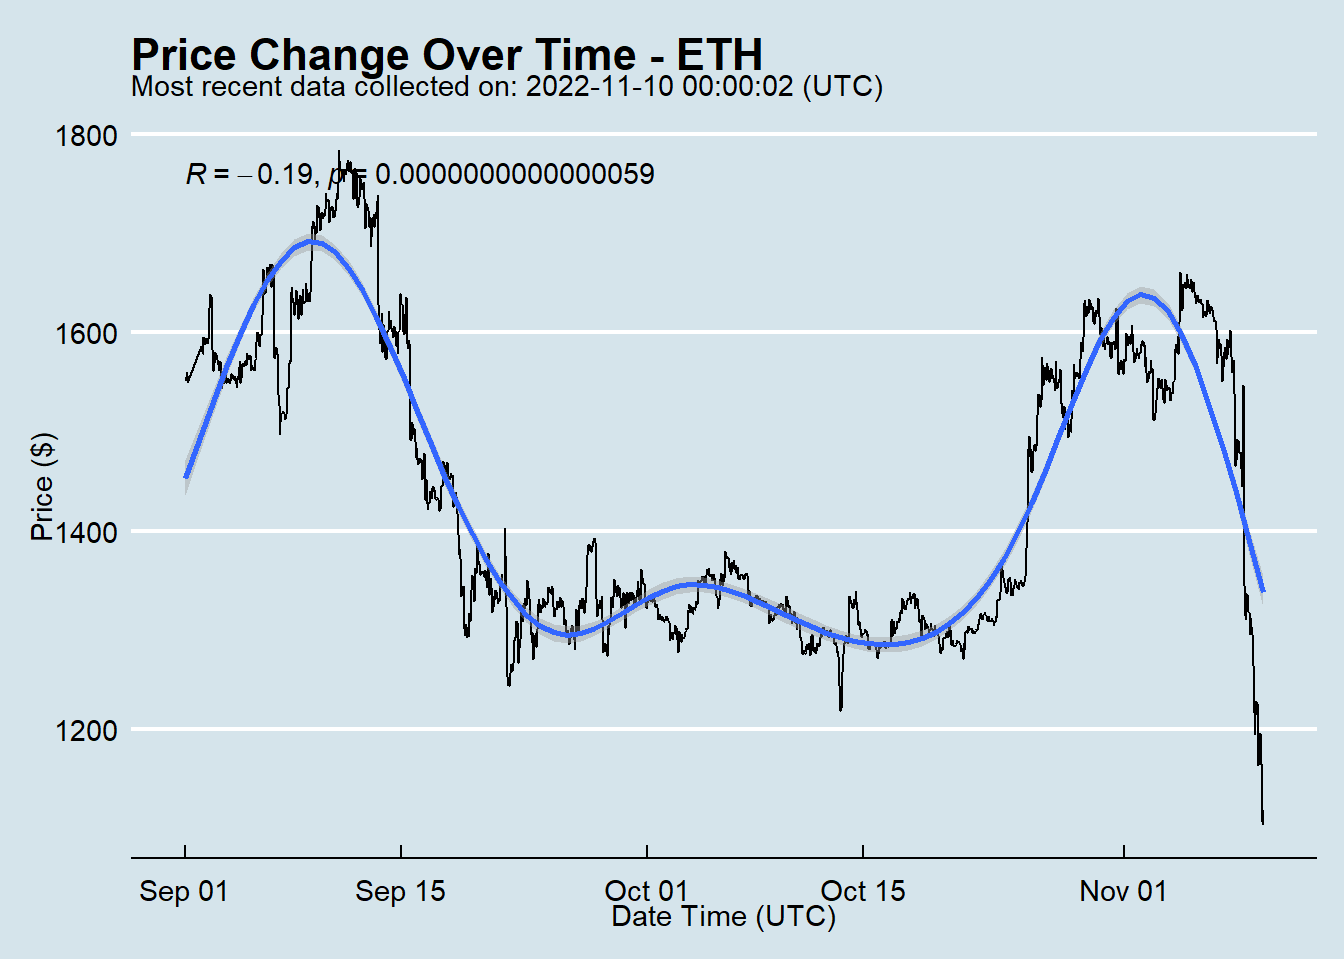 Price Change Over Time - ETH
Most recent data collected on: 2022-11-10 00:00:02 (UTC)
R = −0.19, p = 0.0000000000000059
1800
1600
1400
1200
Price ($)
Sep 01 Sep 15 Oct 01 Oct 15 Nov 01
Date Time (UTC)